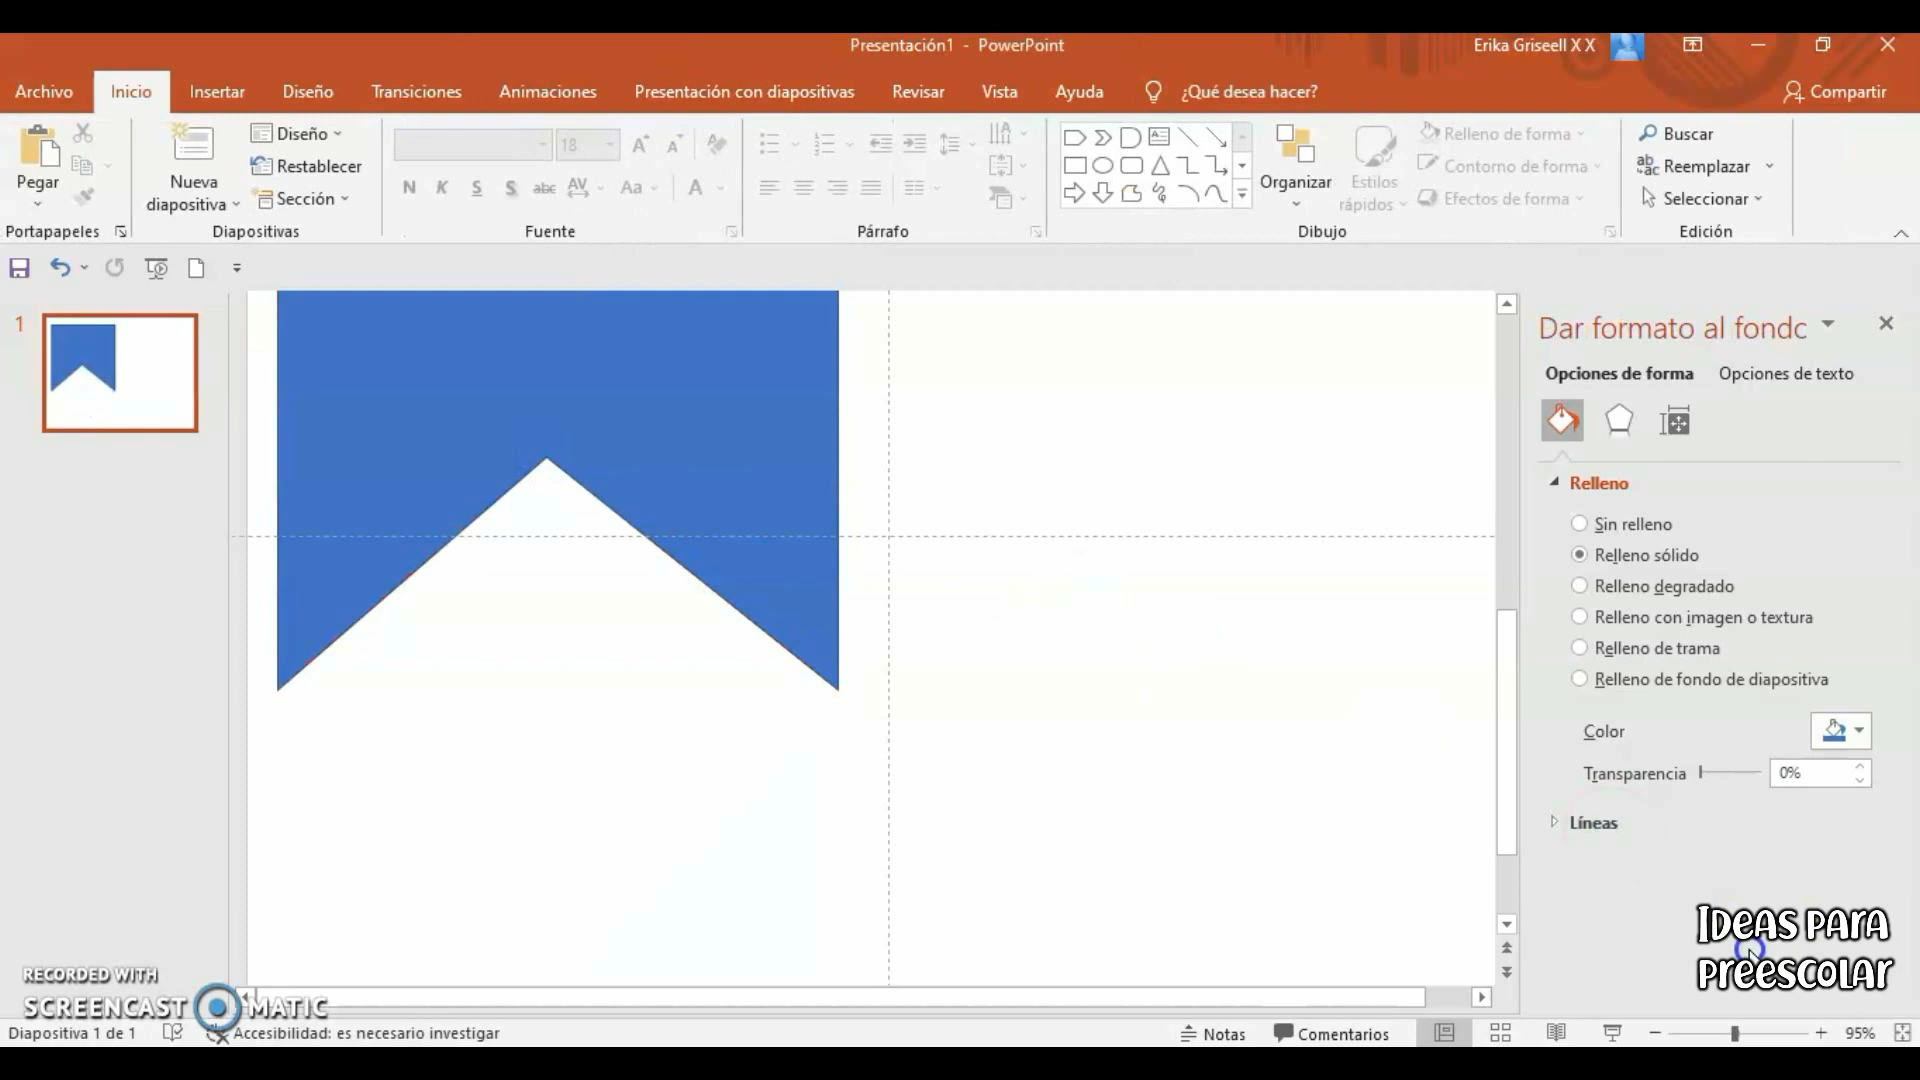 Presentación1 - PowerPoint
Erika Griseell X X
Archivo
Inicio
Insertar
Diseño
Transiciones
Animaciones
Presentación con diapositivas
Revisar
Vista
Ayuda
¿Qué desea hacer?
Compartir
Pegar
Nueva
diapositiva
Diseño
Restablecer
Sección
18
N K S S abc AV Aa A
Organizar
Estilos
rápidos
Relleno de forma
Contorno de forma
Efectos de forma
Buscar
Reemplazar
Seleccionar
Portapapeles
Diapositivas
Fuente
Párrafo
Dibujo
Edición
1
Dar formato al fondo
Opciones de forma
Opciones de texto
Relleno
Sin relleno
Relleno sólido
Relleno degradado
Relleno con imagen o textura
Relleno de trama
Relleno de fondo de diapositiva
Color
Transparencia
0%
Líneas
Ideas para
preescolar
RECORDED WITH
SCREENCAST MATIC
Diapositiva 1 de 1
Accesibilidad: es necesario investigar
Notas
Comentarios
95%